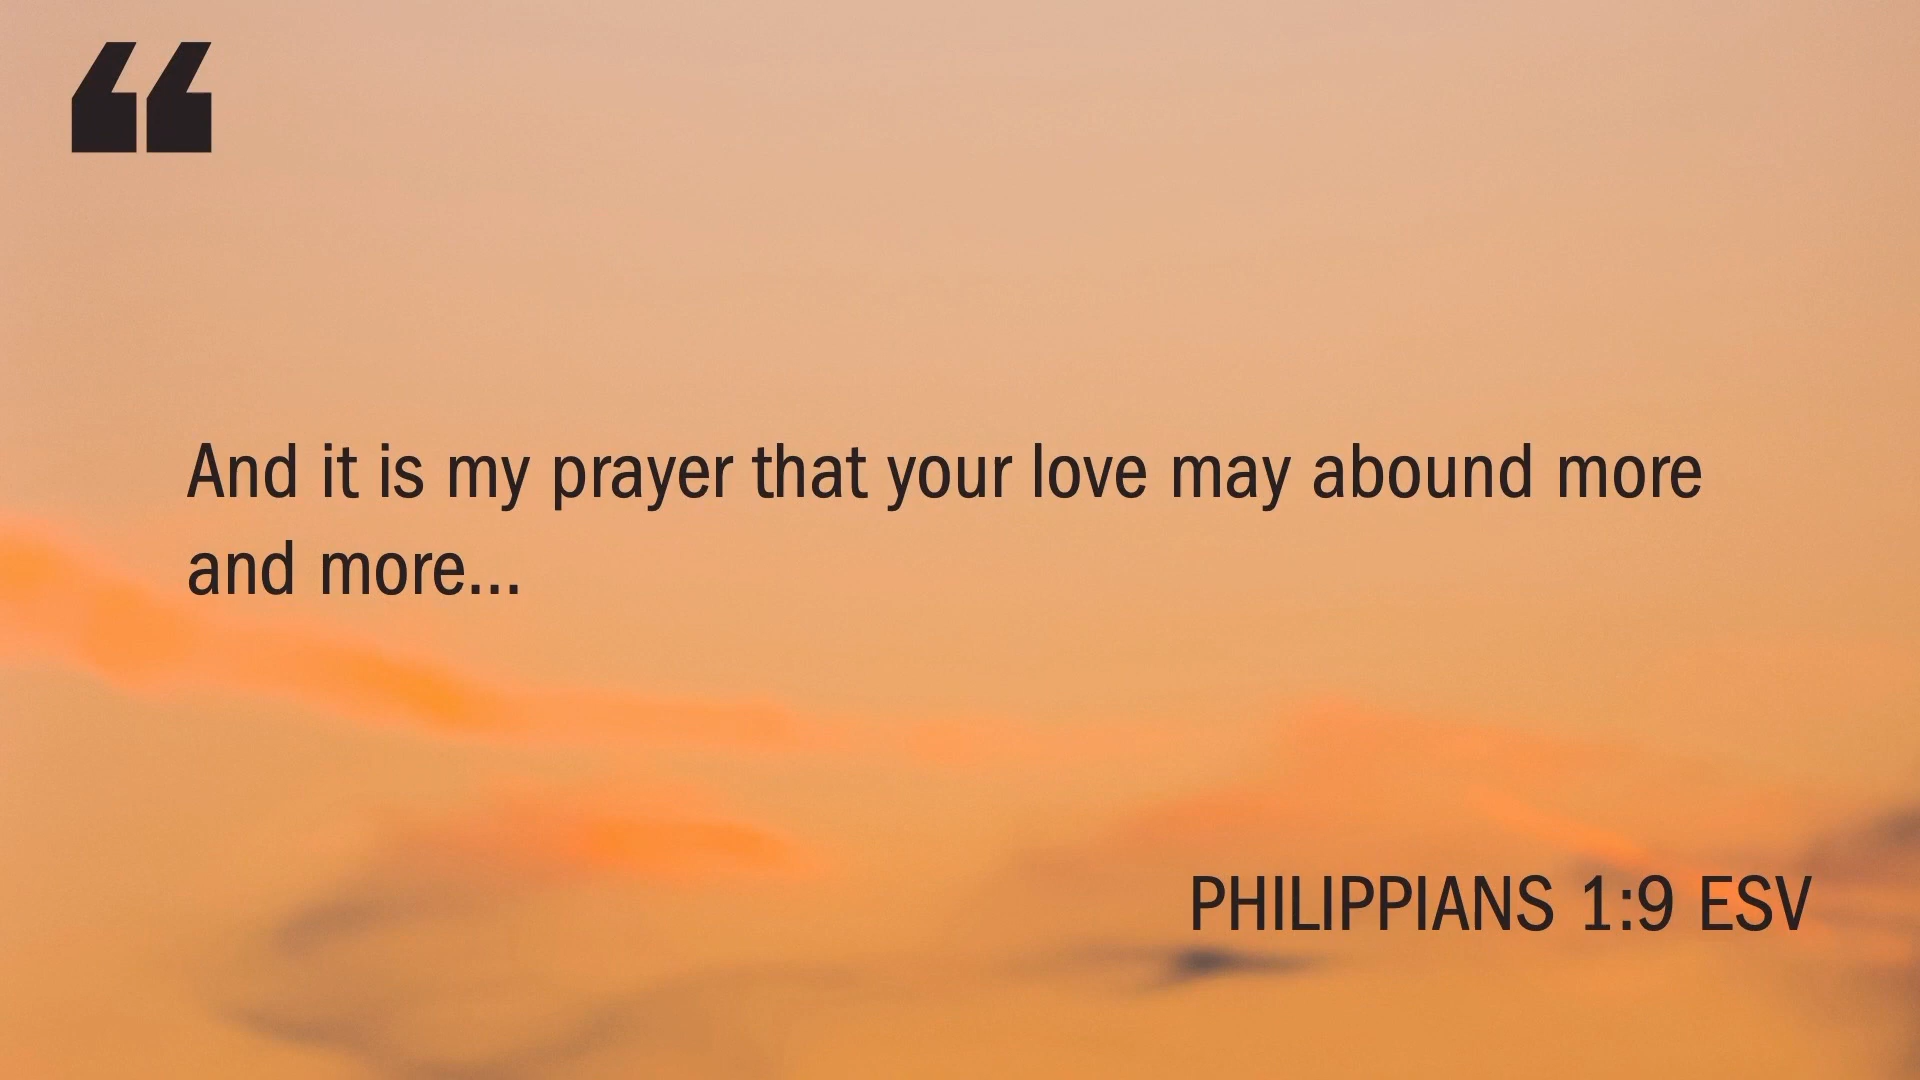 “
And it is my prayer that your love may abound more
and more...
PHILIPPIANS 1:9 ESV